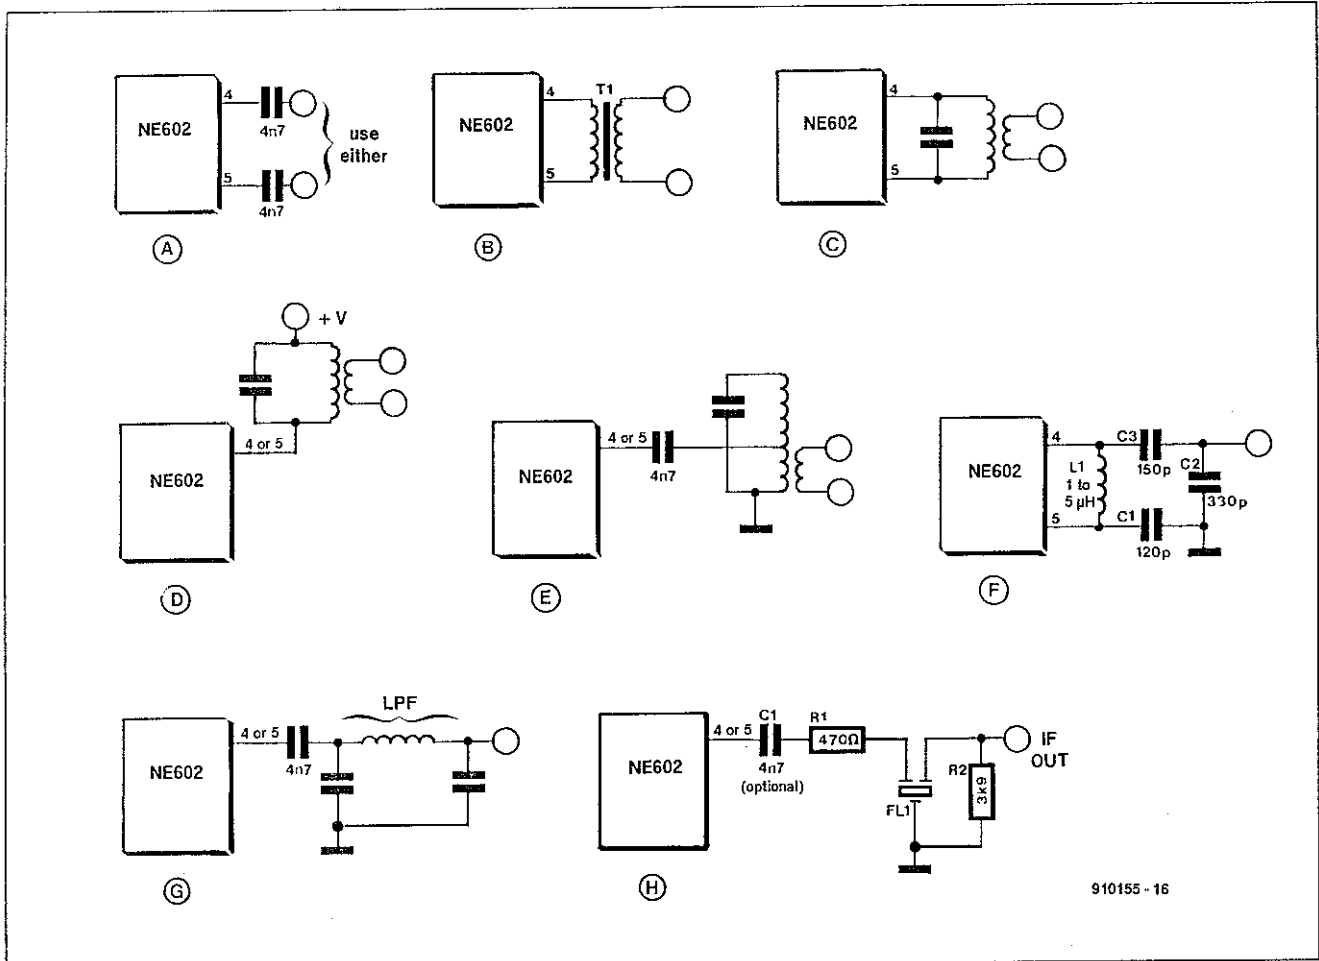 NE602
4
4n7
5
4n7
use
either
A
NE602
4
5
T1
B
NE602
4
5
C
NE602
4 or 5
+ V
D
NE602
4 or 5
4n7
E
NE602
4
5
L1
1 to
5 µH
C3
150p
C1
120p
C2
330p
F
NE602
4 or 5
4n7
LPF
G
NE602
4 or 5
C1
4n7
(optional)
R1
470Ω
FL1
R2
3k9
IF
OUT
H
910155 - 16